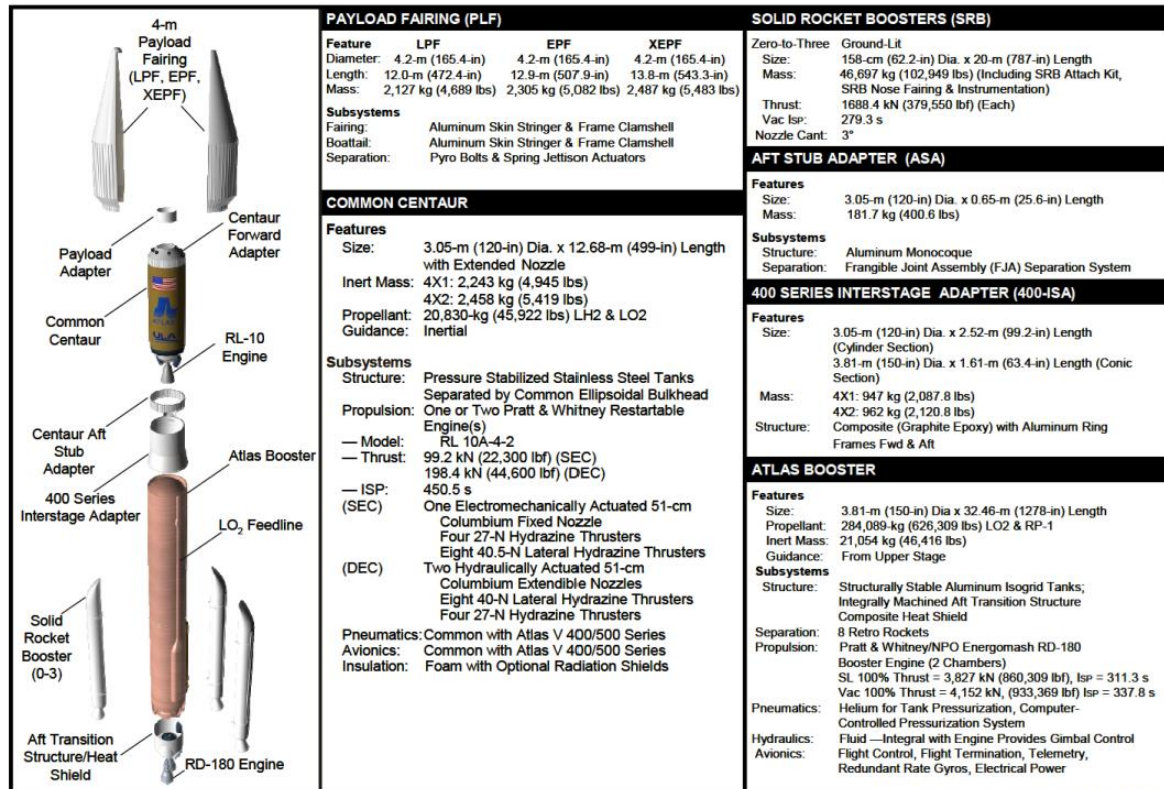 4-m
Payload
Fairing
(LPF, EPF,
XEPF)
Payload
Adapter
Centaur
Forward
Adapter
Common
Centaur
ULA
RL-10
Engine
Centaur Aft
Stub
Adapter
Atlas Booster
400 Series
Interstage Adapter
LO₂ Feedline
Solid
Rocket
Booster
(0-3)
Aft Transition
Structure/Heat
Shield
RD-180 Engine
PAYLOAD FAIRING (PLF)
Feature LPF EPF XEPF
Diameter: 4.2-m (165.4-in) 4.2-m (165.4-in) 4.2-m (165.4-in)
Length: 12.0-m (472.4-in) 12.9-m (507.9-in) 13.8-m (543.3-in)
Mass: 2,127 kg (4,689 lbs) 2,305 kg (5,082 lbs) 2,487 kg (5,483 lbs)
Subsystems
Fairing: Aluminum Skin Stringer & Frame Clamshell
Boattail: Aluminum Skin Stringer & Frame Clamshell
Separation: Pyro Bolts & Spring Jettison Actuators
COMMON CENTAUR
Features
Size: 3.05-m (120-in) Dia. x 12.68-m (499-in) Length
with Extended Nozzle
Inert Mass: 4X1: 2,243 kg (4,945 lbs)
4X2: 2,458 kg (5,419 lbs)
Propellant: 20,830-kg (45,922 lbs) LH2 & LO2
Guidance: Inertial
Subsystems
Structure: Pressure Stabilized Stainless Steel Tanks
Separated by Common Ellipsoidal Bulkhead
Propulsion: One or Two Pratt & Whitney Restartable
Engine(s)
— Model: RL 10A-4-2
— Thrust: 99.2 kN (22,300 lbf) (SEC)
198.4 kN (44,600 lbf) (DEC)
— ISP: 450.5 s
(SEC) One Electromechanically Actuated 51-cm
Columbium Fixed Nozzle
Four 27-N Hydrazine Thrusters
Eight 40.5-N Lateral Hydrazine Thrusters
(DEC) Two Hydraulically Actuated 51-cm
Columbium Extendible Nozzles
Eight 40-N Lateral Hydrazine Thrusters
Four 27-N Hydrazine Thrusters
Pneumatics: Common with Atlas V 400/500 Series
Avionics: Common with Atlas V 400/500 Series
Insulation: Foam with Optional Radiation Shields
SOLID ROCKET BOOSTERS (SRB)
Zero-to-Three Ground-Lit
Size: 158-cm (62.2-in) Dia. x 20-m (787-in) Length
Mass: 46,697 kg (102,949 lbs) (Including SRB Attach Kit,
SRB Nose Fairing & Instrumentation)
Thrust: 1688.4 kN (379,550 lbf) (Each)
Vac ISP: 279.3 s
Nozzle Cant: 3°
AFT STUB ADAPTER (ASA)
Features
Size: 3.05-m (120-in) Dia. x 0.65-m (25.6-in) Length
Mass: 181.7 kg (400.6 lbs)
Subsystems
Structure: Aluminum Monocoque
Separation: Frangible Joint Assembly (FJA) Separation System
400 SERIES INTERSTAGE ADAPTER (400-ISA)
Features
Size: 3.05-m (120-in) Dia. x 2.52-m (99.2-in) Length
(Cylinder Section)
3.81-m (150-in) Dia. x 1.61-m (63.4-in) Length (Conic
Section)
Mass: 4X1: 947 kg (2,087.8 lbs)
4X2: 962 kg (2,120.8 lbs)
Structure: Composite (Graphite Epoxy) with Aluminum Ring
Frames Fwd & Aft
ATLAS BOOSTER
Features
Size: 3.81-m (150-in) Dia x 32.46-m (1278-in) Length
Propellant: 284,089-kg (626,309 lbs) LO2 & RP-1
Inert Mass: 21,054 kg (46,416 lbs)
Guidance: From Upper Stage
Subsystems
Structure: Structurally Stable Aluminum Isogrid Tanks;
Integrally Machined Aft Transition Structure
Composite Heat Shield
Separation: 8 Retro Rockets
Propulsion: Pratt & Whitney/NPO Energomash RD-180
Booster Engine (2 Chambers)
SL 100% Thrust = 3,827 kN (860,309 lbf), ISP = 311.3 s
Vac 100% Thrust = 4,152 kN, (933,369 lbf) ISP = 337.8 s
Pneumatics: Helium for Tank Pressurization, Computer-
Controlled Pressurization System
Hydraulics: Fluid —Integral with Engine Provides Gimbal Control
Avionics: Flight Control, Flight Termination, Telemetry,
Redundant Rate Gyros, Electrical Power